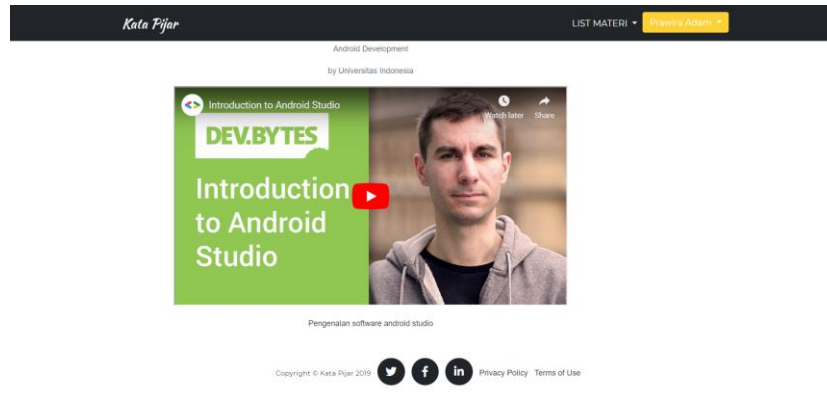 Kata Pijar LIST MATERI Prawira Adam
Android Development
by Universitas Indonesia
Introduction to Android Studio
Watch later Share
DEV.BYTES
Introduction
to Android
Studio
Pengenalan software android studio
Copyright © Kata Pijar 2019 f in Privacy Policy Terms of Use